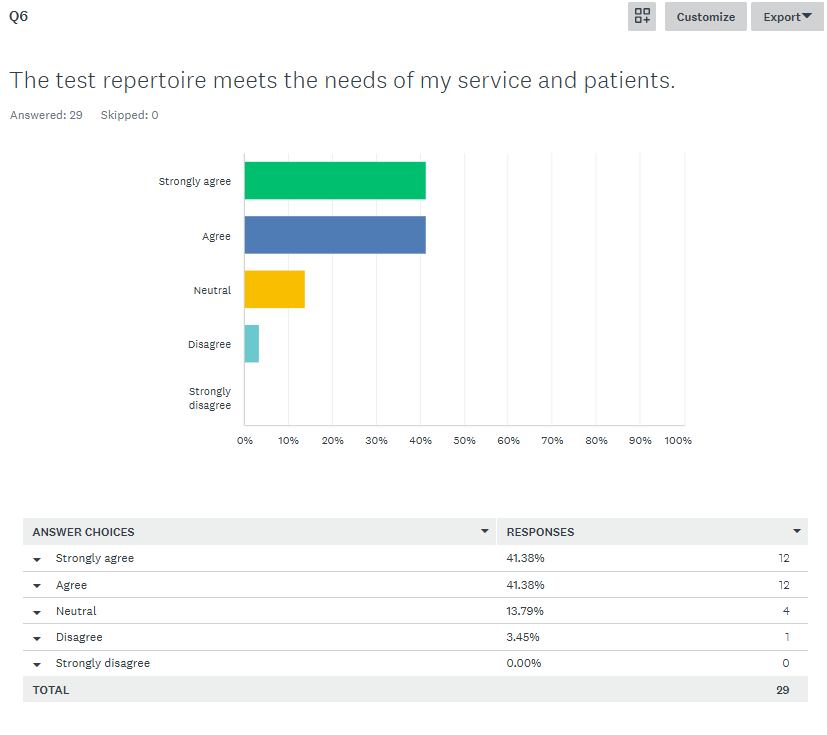 Q6
Customize
Export
The test repertoire meets the needs of my service and patients.
Answered: 29 Skipped: 0
Strongly agree
Agree
Neutral
Disagree
Strongly
disagree
0% 10% 20% 30% 40% 50% 60% 70% 80% 90% 100%
ANSWER CHOICES RESPONSES
Strongly agree 41.38% 12
Agree 41.38% 12
Neutral 13.79% 4
Disagree 3.45% 1
Strongly disagree 0.00% 0
TOTAL 29